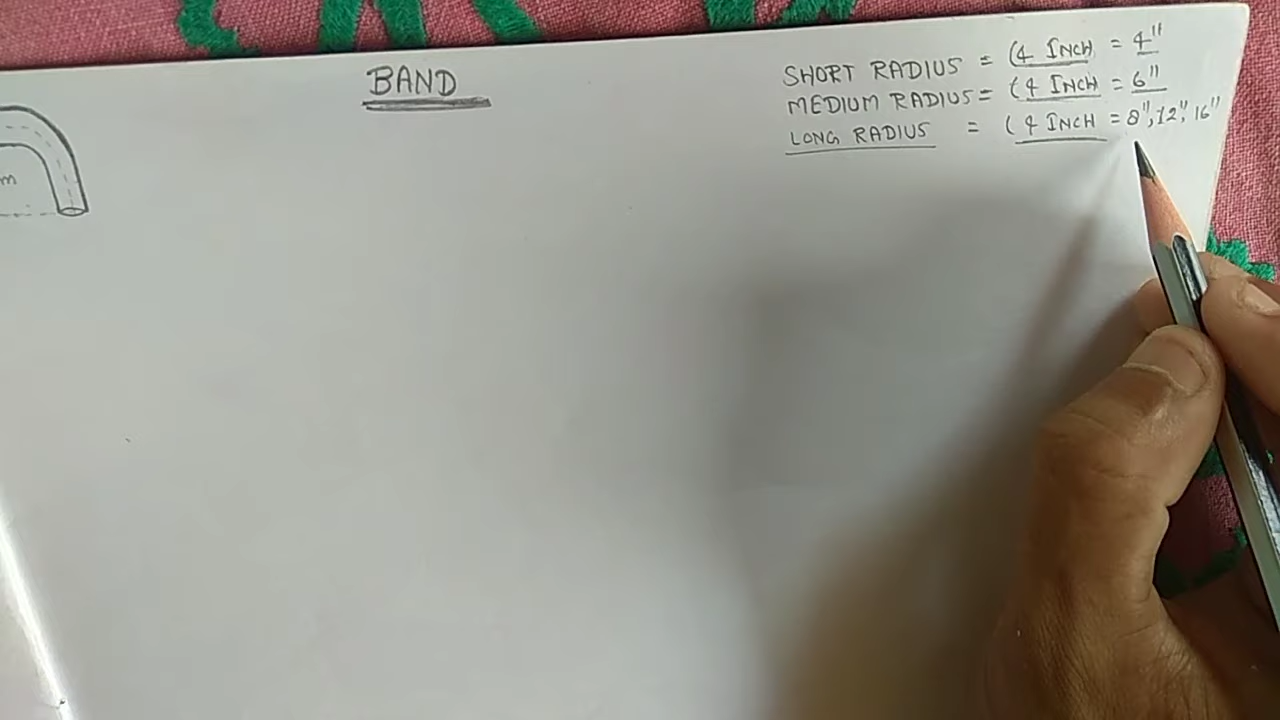 BAND
SHORT RADIUS = (4 INCH = 4"
MEDIUM RADIUS = (4 INCH = 6"
LONG RADIUS = (4 INCH = 8", 12", 16"
m